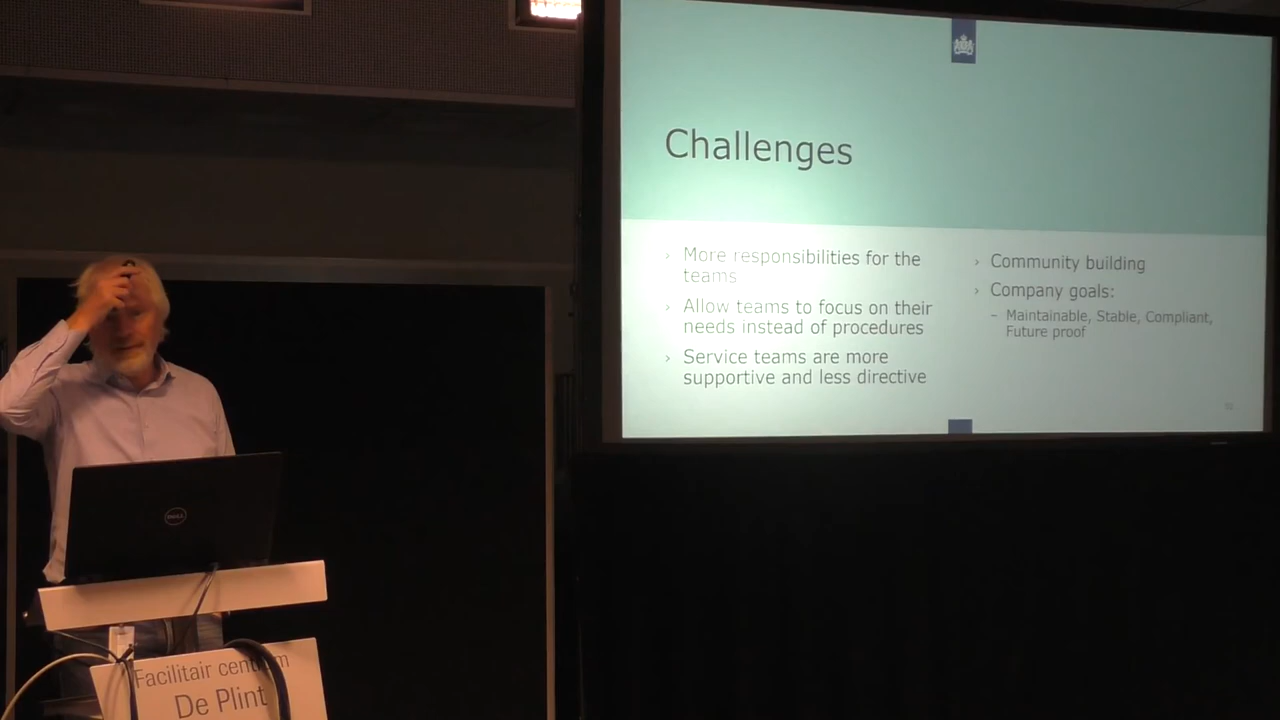 Challenges
› More responsibilities for the
teams
› Allow teams to focus on their
needs instead of procedures
› Service teams are more
supportive and less directive
› Community building
› Company goals:
– Maintainable, Stable, Compliant,
Future proof
DELL
Facilitair centrum
De Plint